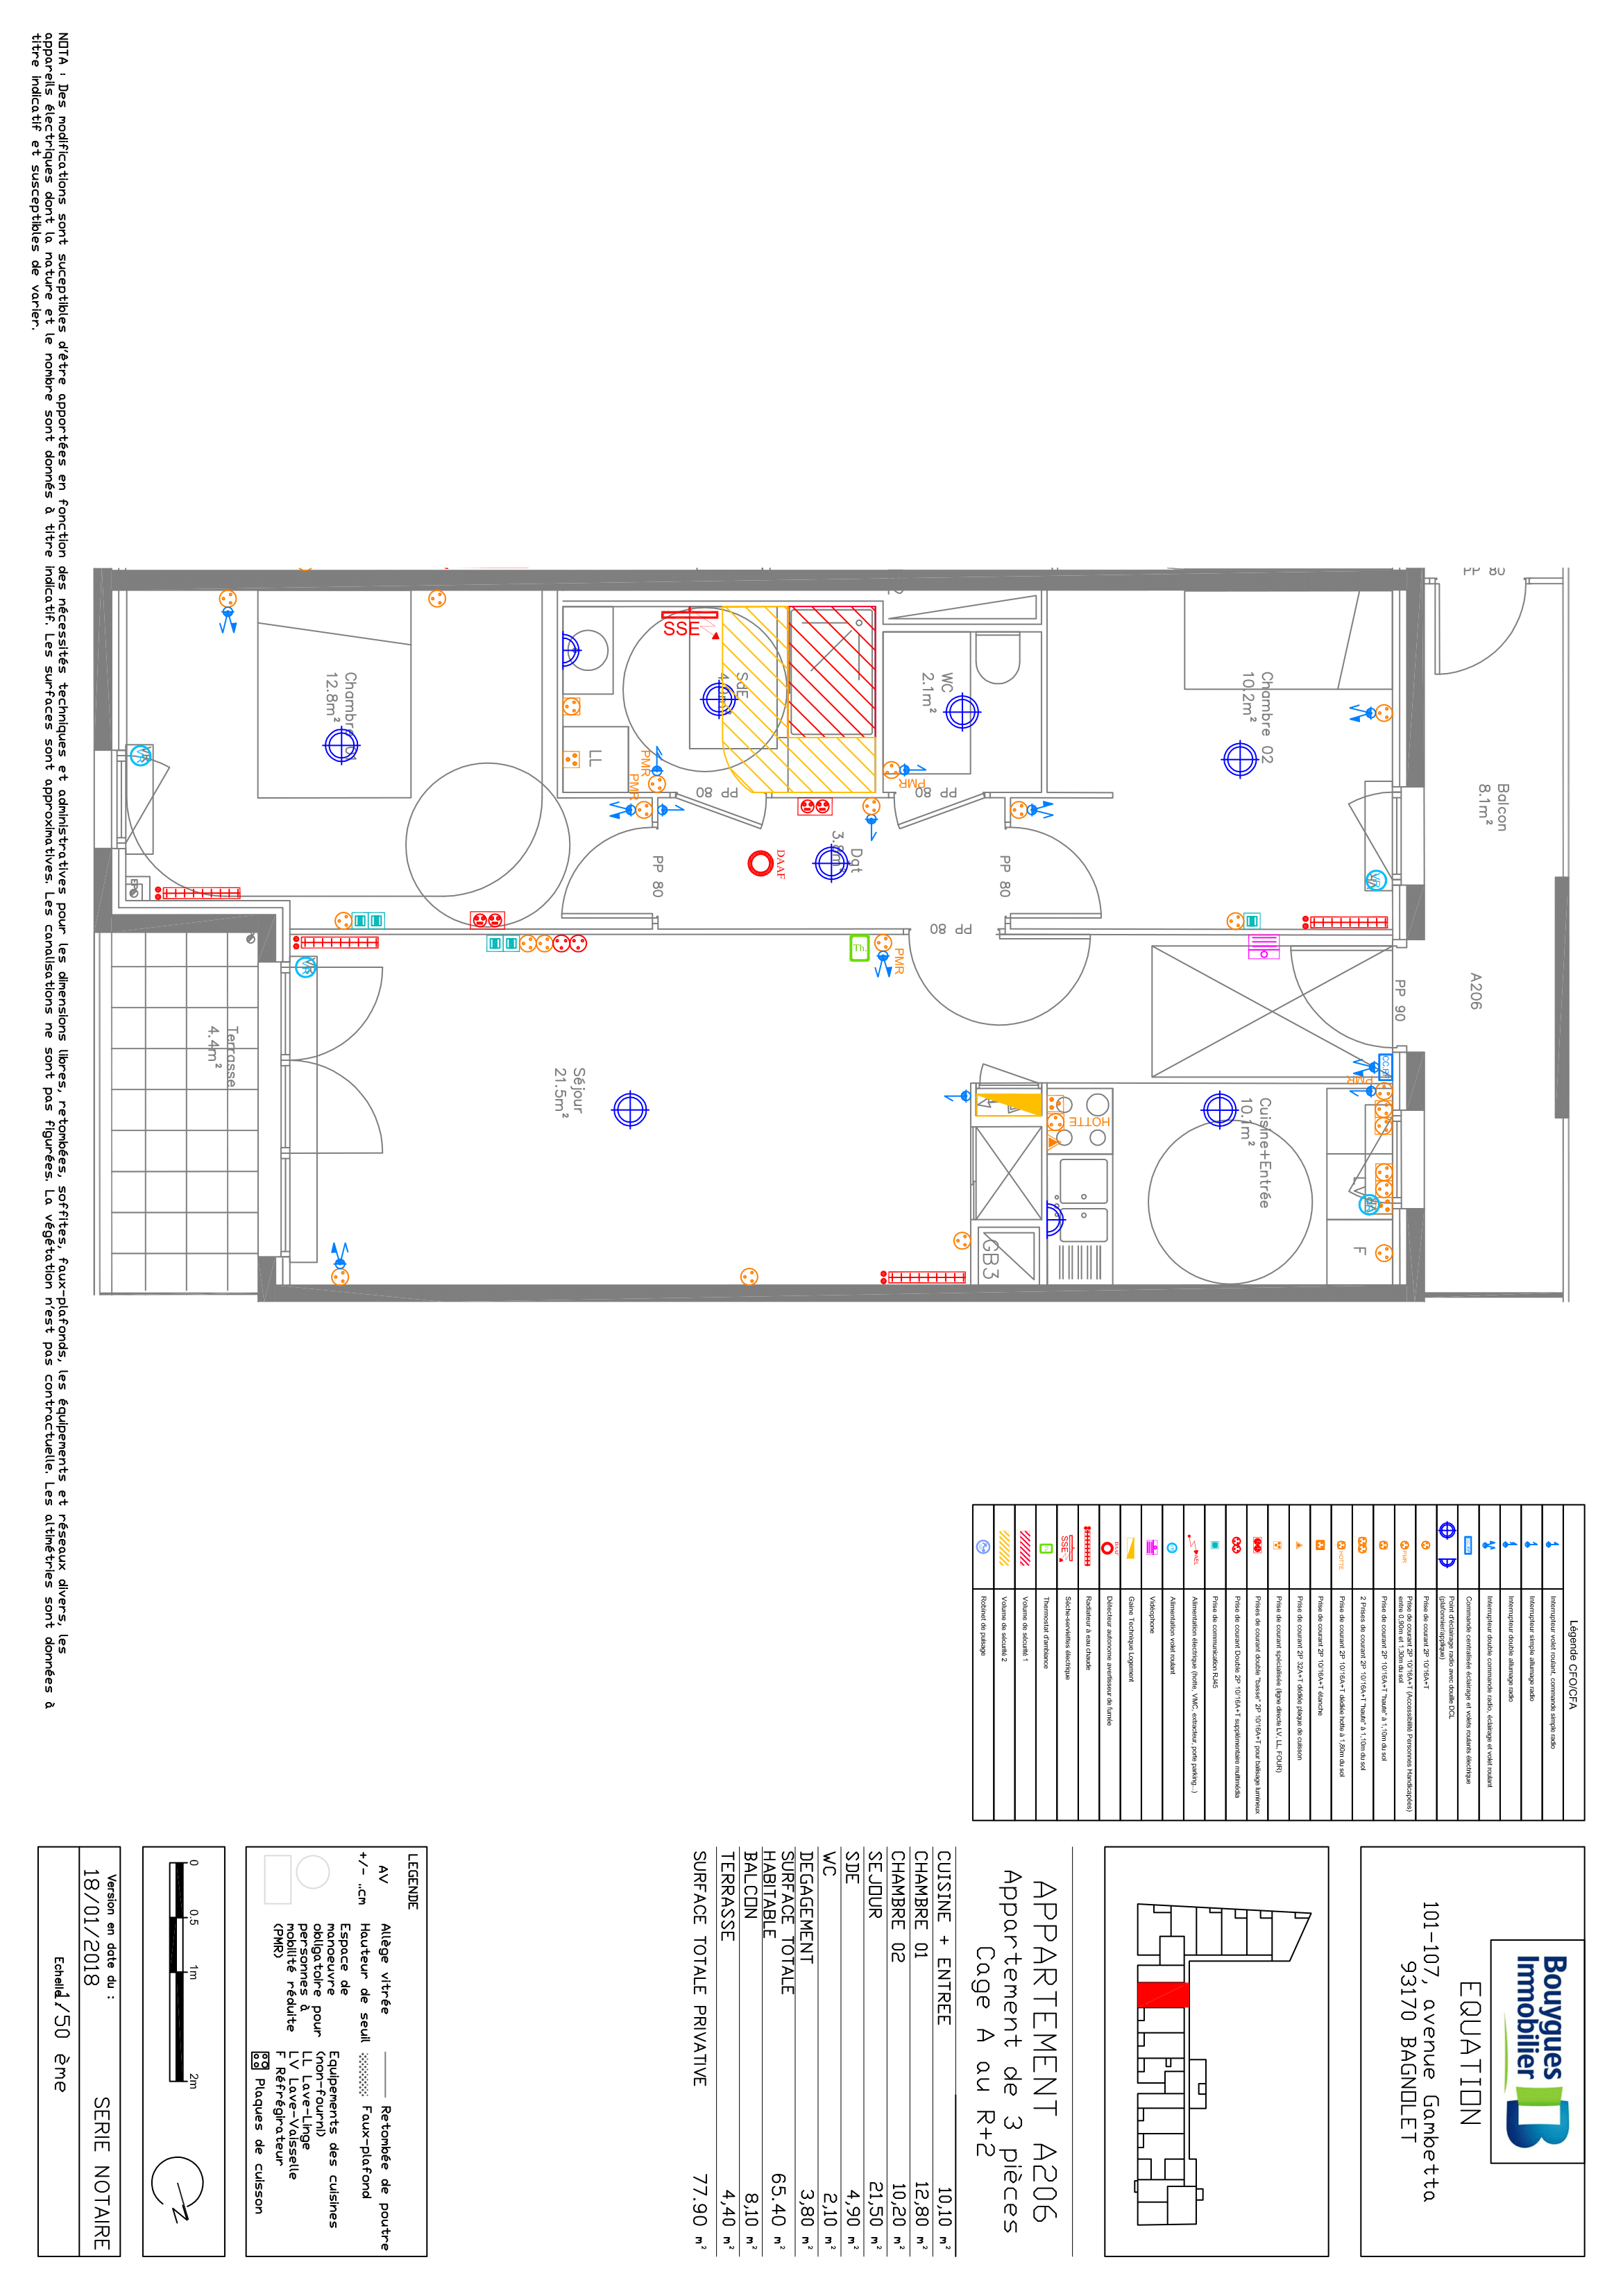 Bouygues
Immobilier
EQUATION
101-107, avenue Gambetta
93170 BAGNOLET
APPARTEMENT A206
Appartement de 3 pièces
Cage A au R+2
CUISINE + ENTREE 10,10 m²
CHAMBRE 01 12,80 m²
CHAMBRE 02 10,20 m²
SEJOUR 21,50 m²
SDE 4,90 m²
WC 2,10 m²
DEGAGEMENT 3,80 m²
SURFACE TOTALE
HABITABLE 65.40 m²
BALCON 8,10 m²
TERRASSE 4,40 m²
SURFACE TOTALE PRIVATIVE 77.90 m²
LEGENDE
AV Allège vitrée
+/- ..cm Hauteur de seuil
Espace de
manoeuvre
obligatoire pour
personnes à
mobilité réduite
(PMR)
Retombée de poutre
Faux-plafond
Equipements des cuisines
(non-fourni)
LL Lave-Linge
LV Lave-Vaisselle
F Réfrégirateur
Plaques de cuisson
0 0.5 1m 2m
N
Version en date du :
18/01/2018
SERIE NOTAIRE
Echelle 1/50 ème
Légende CFO/CFA
Interrupteur volet roulant, commande simple radio
Interrupteur simple allumage radio
Interrupteur double allumage radio
Interrupteur double commande radio, éclairage et volet roulant
Commande centralisée éclairage et volets roulants électrique
Point d'éclairage radio avec douille DCL
(plafonnier/applique)
Prise de courant 2P 10/16A+T
PMR
Prise de courant 2P 10/16A+T (Accessibilité Personnes Handicapées)
entre 0,90m et 1,30m du sol
Prise de courant 2P 10/16A+T "haute" à 1,10m du sol
2 Prises de courant 2P 10/16A+T "haute" à 1,10m du sol
HOTTE
Prise de courant 2P 10/16A+T dédiée hotte à 1,80m du sol
Prise de courant 2P 10/16A+T étanche
Prise de courant 2P 32A+T dédiée plaque de cuisson
Prise de courant spécialisée (ligne directe LV, LL, FOUR)
Prises de courant double "basse" 2P 10/16A+T pour balisage lumineux
Prise de courant Double 2P 10/16A+T supplémentaire multimédia
Prise de communication RJ45
AEL
Alimentation électrique (hotte, VMC, extracteur, porte parking...)
Alimentation volet roulant
Vidéophone
Gaine Technique Logement
DAAF
Détecteur autonome avertisseur de fumée
Radiateur à eau chaude
SSE
Sèche-serviettes électrique
Thermostat d'ambiance
Volume de sécurité 1
Volume de sécurité 2
Robinet de puisage
Balcon
8.1m²
A206
PP 80
Chambre 02
10.2m²
PP 90
PMR
Cuisine+Entrée
10.1m²
F
HOTTE
GB3
WC
2.1m²
PMR
PP 80
PP 80
PP 80
Dgt
DAAF
SdE
SSE
LL
PMR
PMR
PP 80
PP 80
Th.
PMR
Séjour
21.5m²
Chambre 01
12.8m²
VR
EP
VR
Terrasse
4.4m²
NOTA : Des modifications sont suceptibles d'être apportées en fonction des nécessités techniques et administratives pour les dimensions libres, retombées, soffites, faux-plafonds, les équipements et réseaux divers, les
appareils électriques dont la nature et le nombre sont donnés à titre indicatif. Les surfaces sont approximatives. Les canalisations ne sont pas figurées. La végétation n'est pas contractuelle. Les altimétries sont données à
titre indicatif et susceptibles de varier.